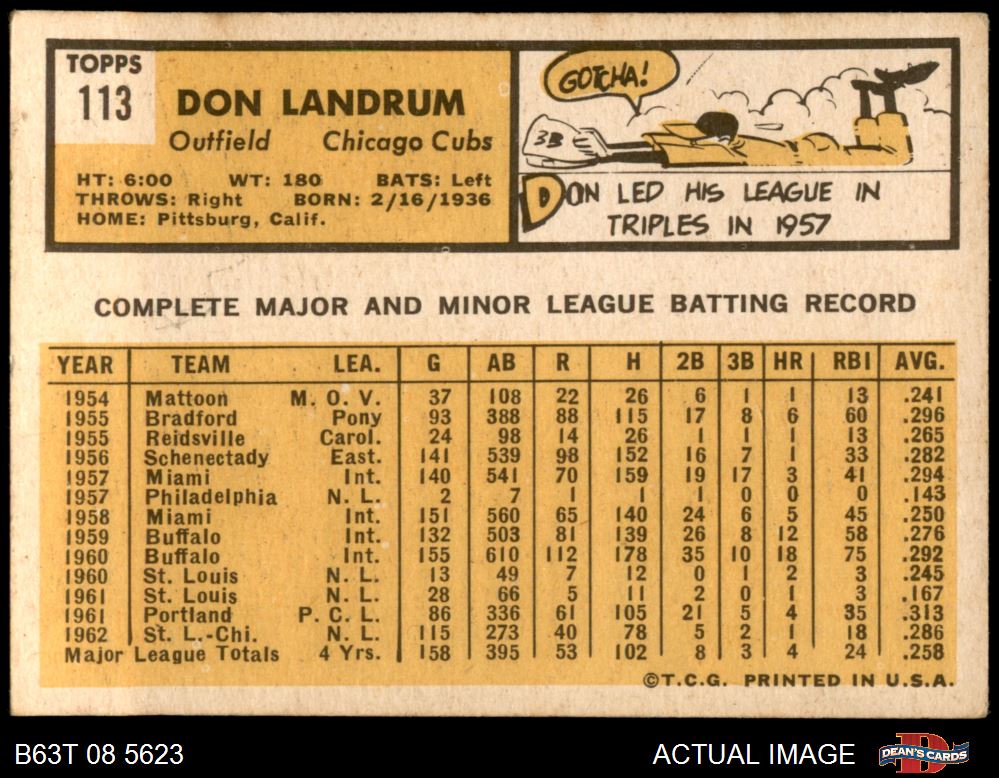 TOPPS
113
DON LANDRUM
Outfield Chicago Cubs
HT: 6:00 WT: 180 BATS: Left
THROWS: Right BORN: 2/16/1936
HOME: Pittsburg, Calif.
GOTCHA!
3B
DON LED HIS LEAGUE IN
TRIPLES IN 1957
COMPLETE MAJOR AND MINOR LEAGUE BATTING RECORD
YEAR TEAM LEA. G AB R H 2B 3B HR RBI AVG.
1954 Mattoon M. O. V. 37 108 22 26 6 1 1 13 .241
1955 Bradford Pony 93 388 88 115 17 8 6 60 .296
1955 Reidsville Carol. 24 98 14 26 1 1 1 13 .265
1956 Schenectady East. 141 539 98 152 16 7 1 33 .282
1957 Miami Int. 140 541 70 159 19 17 3 41 .294
1957 Philadelphia N. L. 2 7 1 1 1 0 0 0 .143
1958 Miami Int. 151 560 65 140 24 6 5 45 .250
1959 Buffalo Int. 132 503 81 139 26 8 12 58 .276
1960 Buffalo Int. 155 610 112 178 35 10 18 75 .292
1960 St. Louis N. L. 13 49 7 12 0 1 2 3 .245
1961 St. Louis N. L. 28 66 5 11 2 0 1 3 .167
1961 Portland P. C. L. 86 336 61 105 21 5 4 35 .313
1962 St. L.-Chi. N. L. 115 273 40 78 5 2 1 18 .286
Major League Totals 4 Yrs. 158 395 53 102 8 3 4 24 .258
©T.C.G. PRINTED IN U.S.A.
B63T 08 5623 ACTUAL IMAGE DEAN'S CARDS